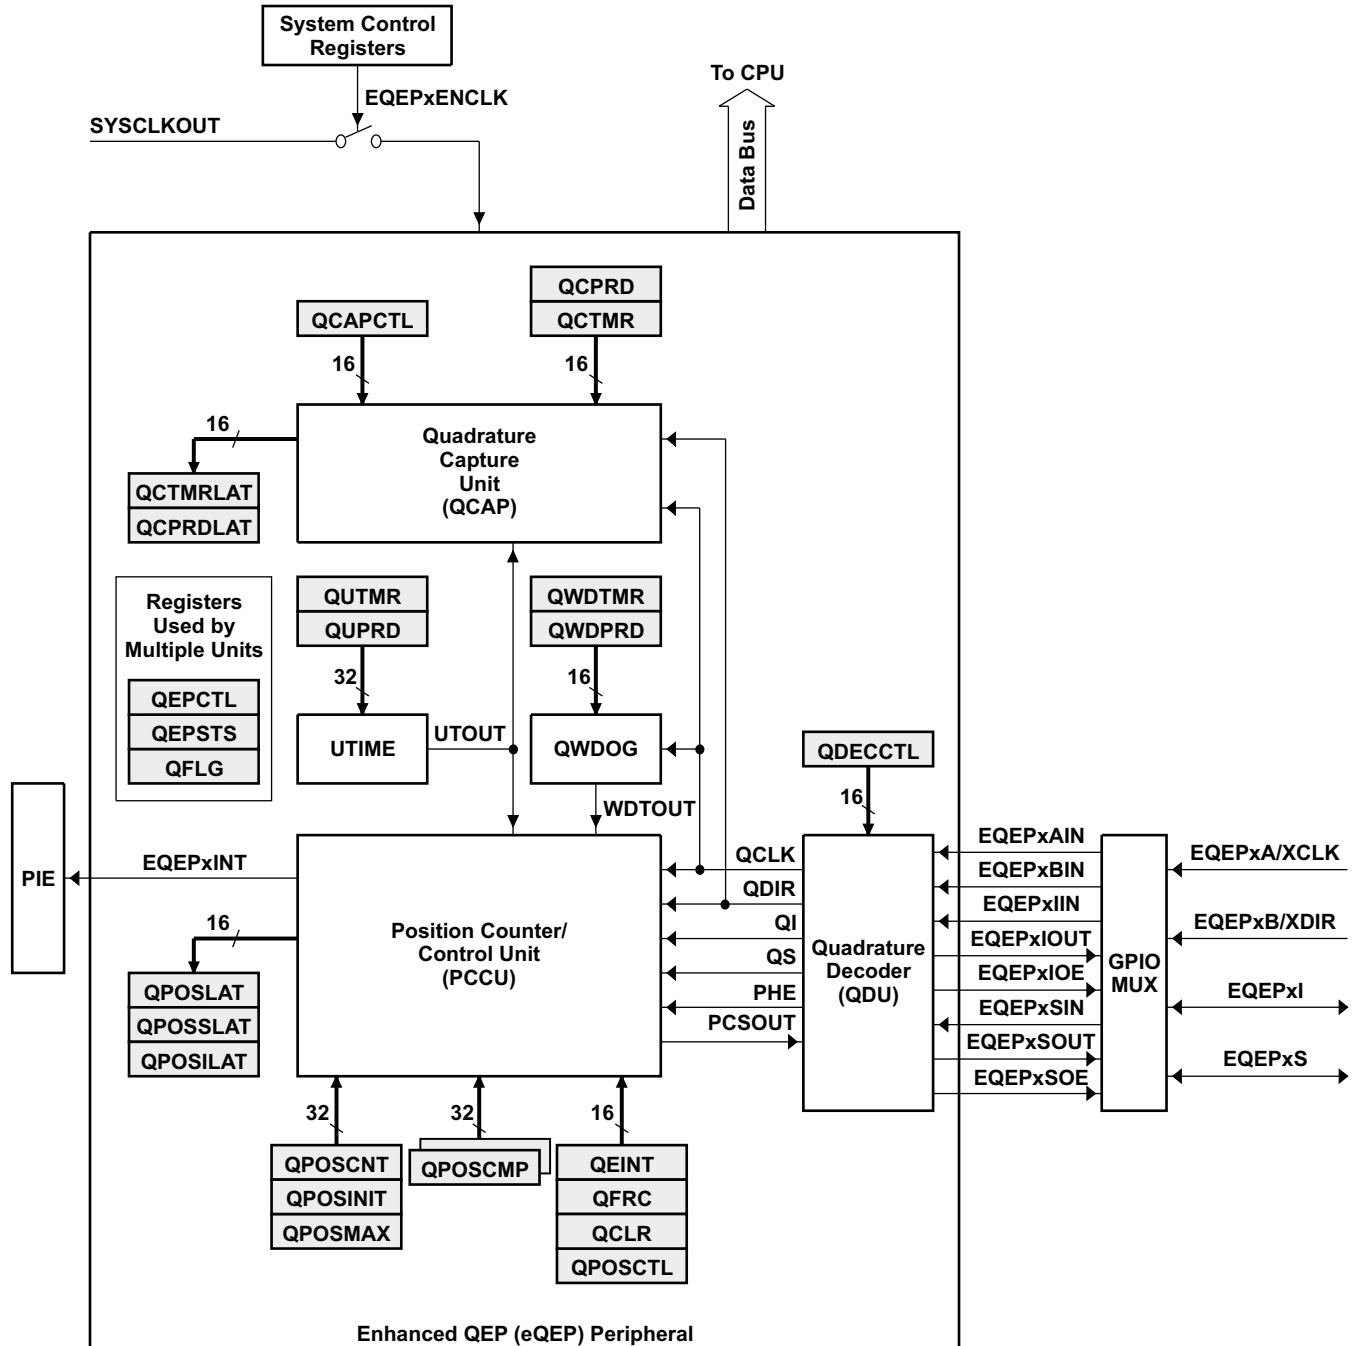 System Control
Registers
To CPU
EQEPxENCLK
SYSCLKOUT
Data Bus
QCPRD
QCAPCTL
QCTMR
16
16
16
Quadrature
Capture
Unit
(QCAP)
QCTMRLAT
QCPRDLAT
Registers
Used by
Multiple Units
QEPCTL
QEPSTS
QFLG
QUTMR
QUPRD
QWDTMR
QWDPRD
32
16
UTIME
UTOUT
QWDOG
QDECCTL
16
WDTOUT
PIE
EQEPxINT
16
Position Counter/
Control Unit
(PCCU)
QCLK
QDIR
QI
QS
PHE
PCSOUT
Quadrature
Decoder
(QDU)
EQEPxAIN
EQEPxBIN
EQEPxIIN
EQEPxIOUT
EQEPxIOE
EQEPxSIN
EQEPxSOUT
EQEPxSOE
GPIO
MUX
EQEPxA/XCLK
EQEPxB/XDIR
EQEPxI
EQEPxS
QPOSLAT
QPOSSLAT
QPOSILAT
32
32
16
QPOSCNT
QPOSINIT
QPOSMAX
QPOSCMP
QEINT
QFRC
QCLR
QPOSCTL
Enhanced QEP (eQEP) Peripheral